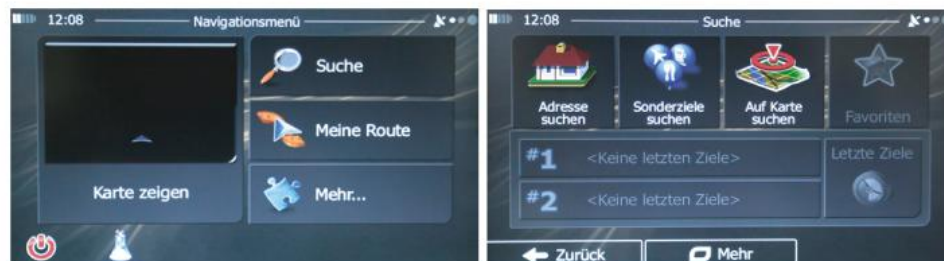 12:08 Navigationsmenü
Suche
Meine Route
Karte zeigen
Mehr...
12:08 Suche
Adresse suchen
Sonderziele suchen
Auf Karte suchen
Favoriten
#1 <Keine letzten Ziele>
Letzte Ziele
#2 <Keine letzten Ziele>
Zurück
Mehr